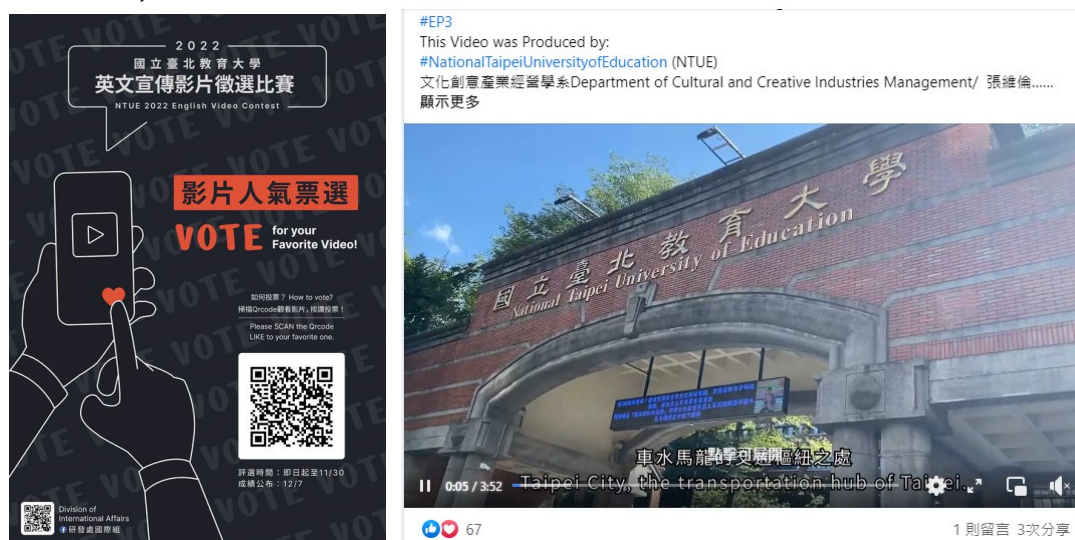 2022
國立臺北教育大學
英文宣傳影片徵選比賽
NTUE 2022 English Video Contest
影片人氣票選
VOTE for your Favorite Video!
如何投票？ How to vote?
掃描Qrcode觀看影片，按讚投票！
Please SCAN the Qrcode
LIKE to your favorite one.
評選時間：即日起至11/30
成績公布：12/7
Division of
International Affairs
研發處國際組
#EP3
This Video was Produced by:
#NationalTaipeiUniversityofEducation (NTUE)
文化創意產業經營學系Department of Cultural and Creative Industries Management/ 張維倫......
顯示更多
國立臺北教育大學
National Taipei University of Education
車水馬龍的交通樞紐之處
點擊可展開
Taipei City, the transportation hub of Taipei.
0:05 / 3:52
67
1 則留言 3次分享